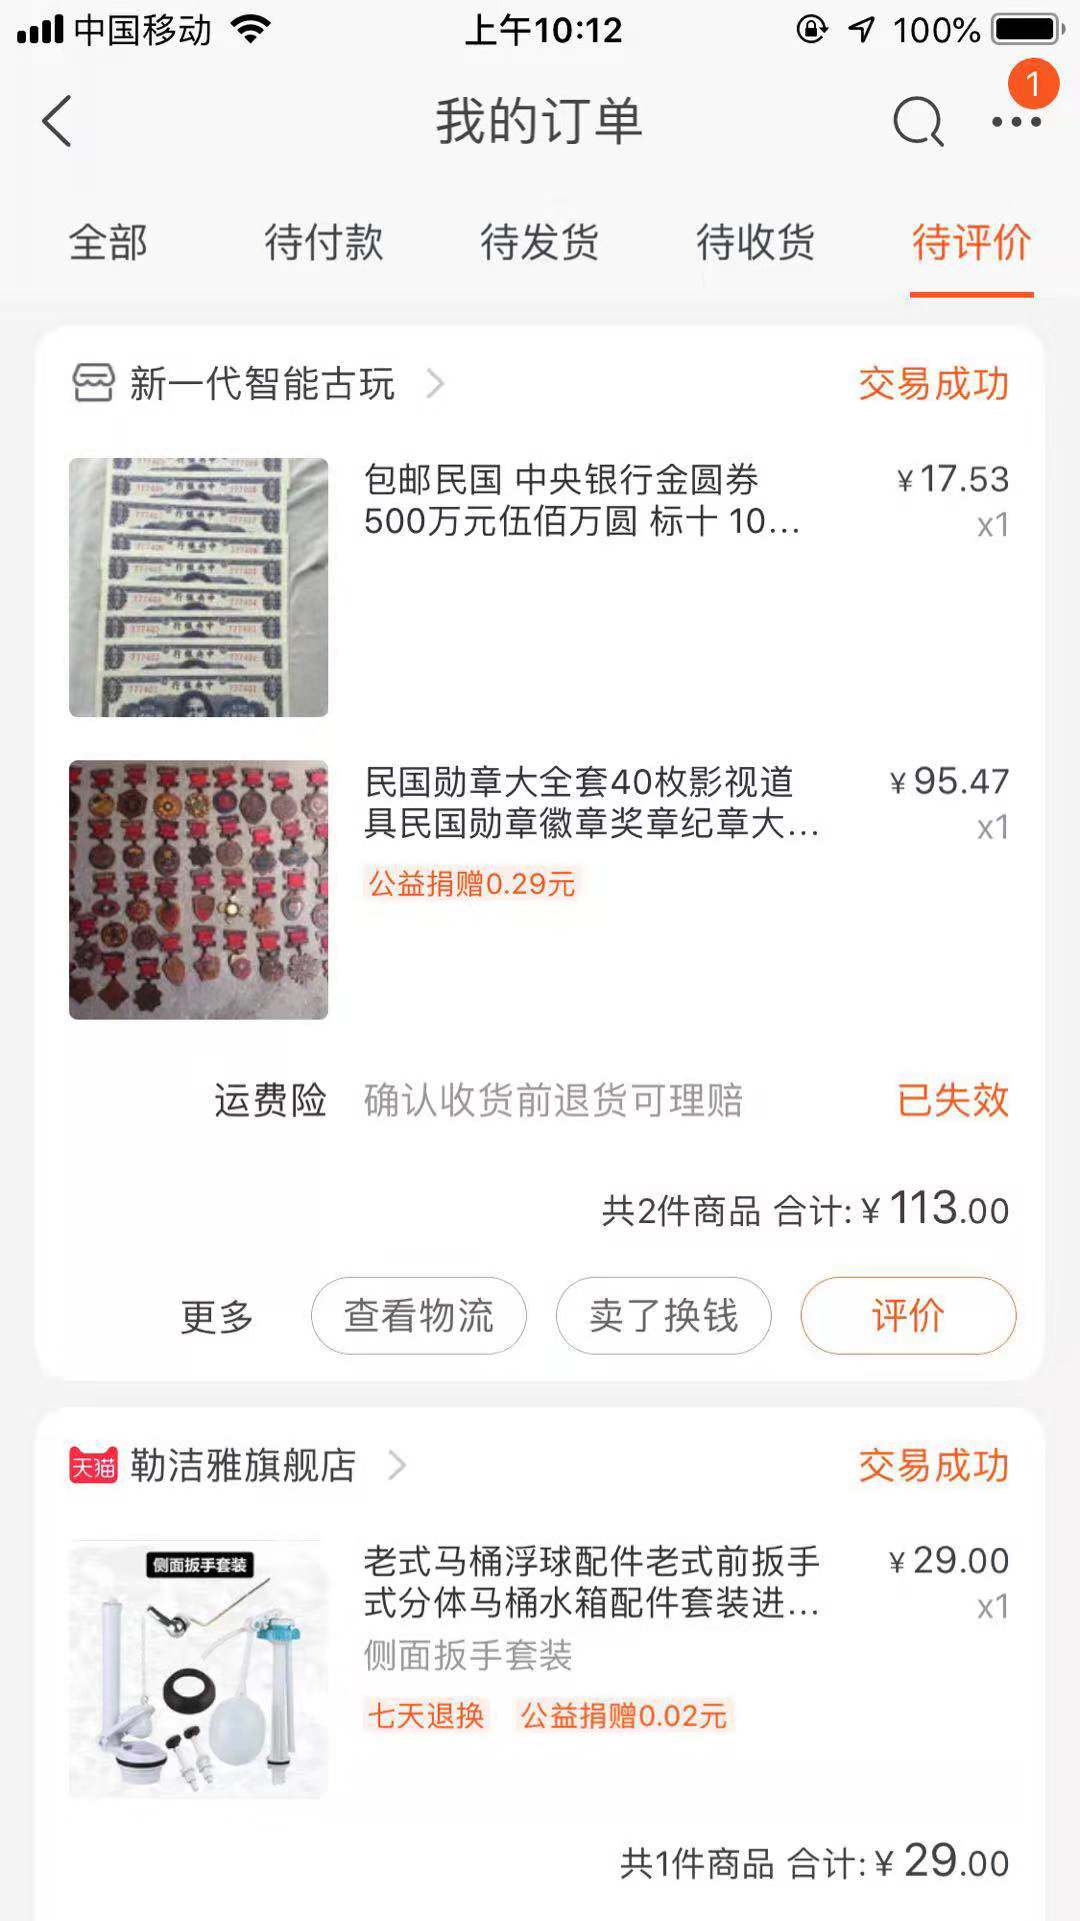 中国移动
上午10:12
100%
1
我的订单
全部
待付款
待发货
待收货
待评价
新一代智能古玩
交易成功
包邮民国 中央银行金圆券
¥17.53
500万元伍佰万圆 标十 10...
x1
民国勋章大全套40枚影视道
¥95.47
具民国勋章徽章奖章纪章大...
x1
公益捐赠0.29元
运费险
确认收货前退货可理赔
已失效
共2件商品 合计:¥113.00
更多
查看物流
卖了换钱
评价
天猫
勒洁雅旗舰店
交易成功
侧面扳手套装
老式马桶浮球配件老式前扳手
¥29.00
式分体马桶水箱配件套装进...
x1
侧面扳手套装
七天退换
公益捐赠0.02元
共1件商品 合计:¥29.00